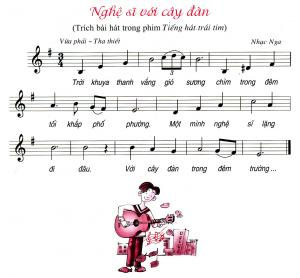 Nghệ sĩ với cây đàn
(Trích bài hát trong phim Tiếng hát trái tim)
Vừa phải - Tha thiết
Nhạc Nga
3
4
Trời khuya thanh vắng gió sương chìm trong đêm
tối khắp phố phường. Một mình nghệ sĩ lặng
đi đâu. Với cây đàn trong đêm trường ...